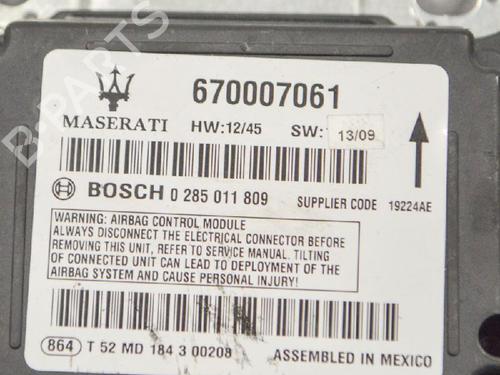 670007061
MASERATI HW:12/45 SW: 13/09
BOSCH 0 285 011 809 SUPPLIER CODE 19224AE
WARNING: AIRBAG CONTROL MODULE
ALWAYS DISCONNECT THE ELECTRICAL CONNECTOR BEFORE
REMOVING THIS UNIT, REFER TO SERVICE MANUAL. TILTING
OF CONNECTED UNIT CAN LEAD TO DEPLOYMENT OF THE
AIRBAG SYSTEM AND CAUSE PERSONAL INJURY!
864 T 52 MD 184 3 00208 ASSEMBLED IN MEXICO
B-PARTS